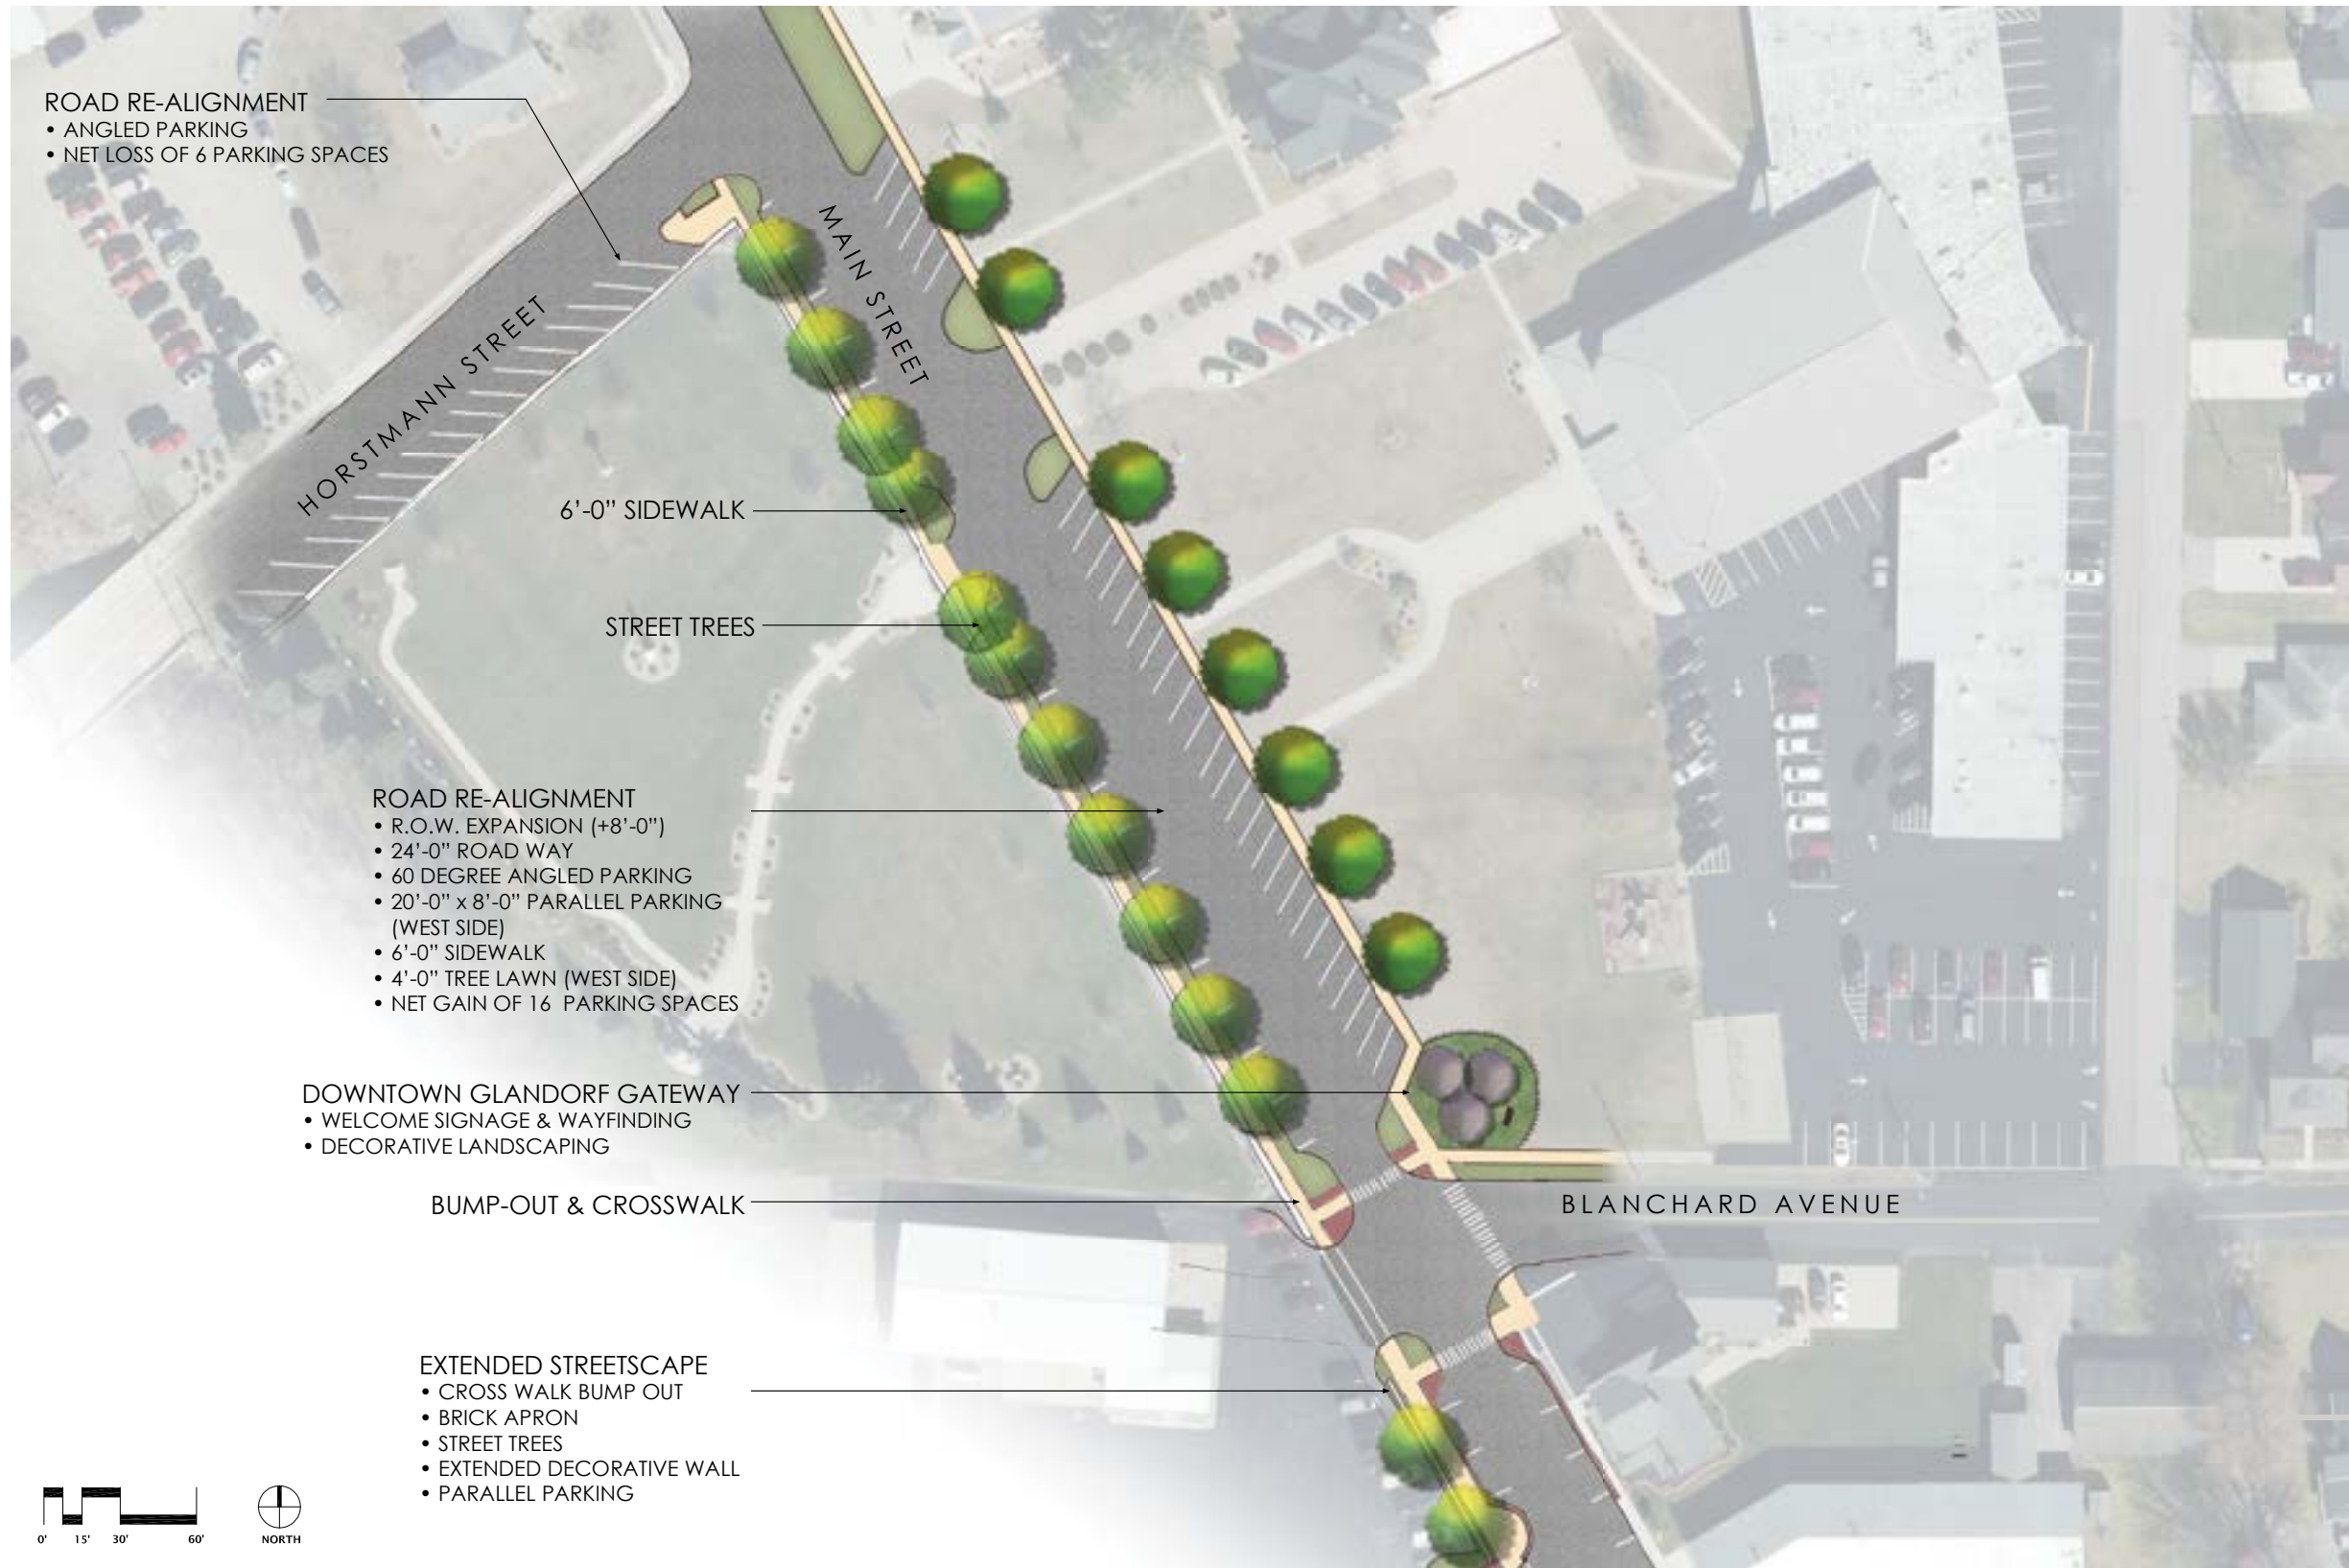 ROAD RE-ALIGNMENT
• ANGLED PARKING
• NET LOSS OF 6 PARKING SPACES
MAIN STREET
HORSTMANN STREET
6’-0” SIDEWALK
STREET TREES
ROAD RE-ALIGNMENT
• R.O.W. EXPANSION (+8’-0”)
• 24’-0” ROAD WAY
• 60 DEGREE ANGLED PARKING
• 20’-0” x 8’-0” PARALLEL PARKING
(WEST SIDE)
• 6’-0” SIDEWALK
• 4’-0” TREE LAWN (WEST SIDE)
• NET GAIN OF 16 PARKING SPACES
DOWNTOWN GLANDORF GATEWAY
• WELCOME SIGNAGE & WAYFINDING
• DECORATIVE LANDSCAPING
BUMP-OUT & CROSSWALK
BLANCHARD AVENUE
EXTENDED STREETSCAPE
• CROSS WALK BUMP OUT
• BRICK APRON
• STREET TREES
• EXTENDED DECORATIVE WALL
• PARALLEL PARKING
0' 15' 30' 60'
NORTH